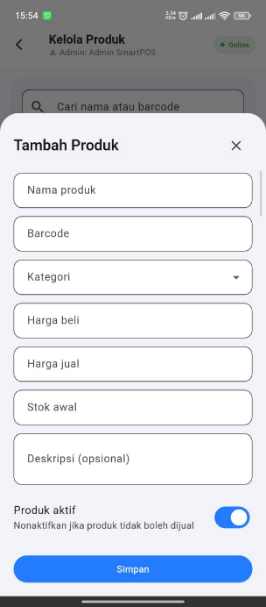 15:54
Kelola Produk
Admin: Admin SmartPOS
Online
Cari nama atau barcode
Tambah Produk
Nama produk
Barcode
Kategori
Harga beli
Harga jual
Stok awal
Deskripsi (opsional)
Produk aktif
Nonaktifkan jika produk tidak boleh dijual
Simpan